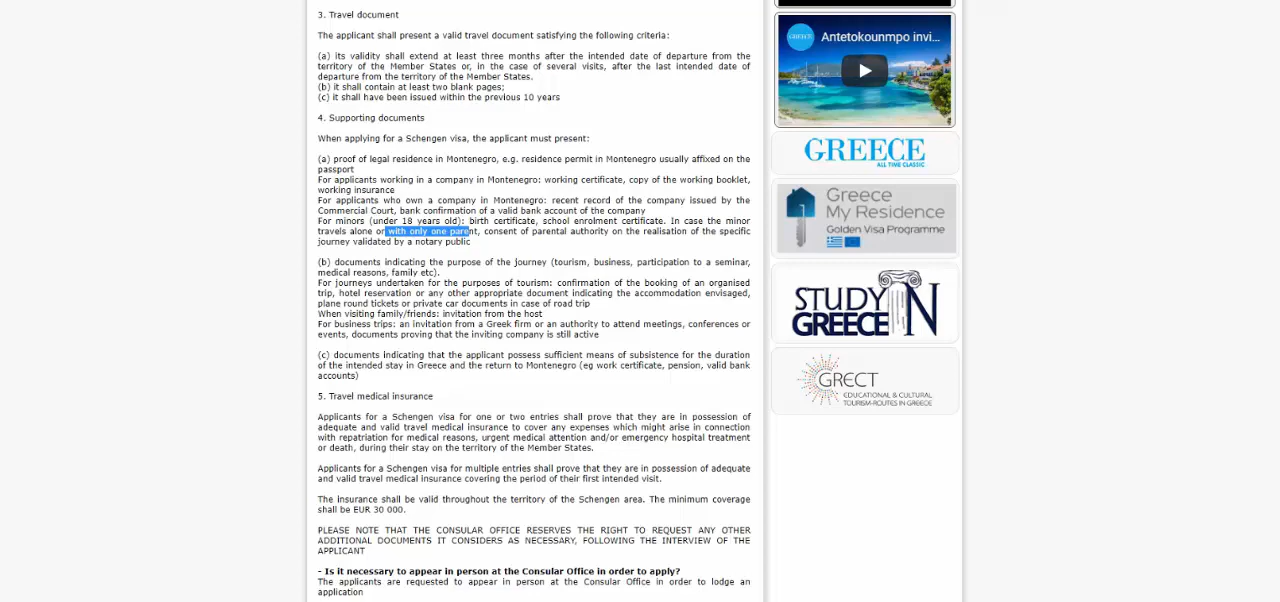 3. Travel document
The applicant shall present a valid travel document satisfying the following criteria:
(a) its validity shall extend at least three months after the intended date of departure from the
territory of the Member States or, in the case of several visits, after the last intended date of
departure from the territory of the Member States.
(b) it shall contain at least two blank pages;
(c) it shall have been issued within the previous 10 years
4. Supporting documents
When applying for a Schengen visa, the applicant must present:
(a) proof of legal residence in Montenegro, e.g. residence permit in Montenegro usually affixed on the
passport
For applicants working in a company in Montenegro: working certificate, copy of the working booklet,
working insurance
For applicants who own a company in Montenegro: recent record of the company issued by the
Commercial Court, bank confirmation of a valid bank account of the company
For minors (under 18 years old): birth certificate, school enrolment certificate. In case the minor
travels alone or with only one parent, consent of parental authority on the realisation of the specific
journey validated by a notary public
(b) documents indicating the purpose of the journey (tourism, business, participation to a seminar,
medical reasons, family etc).
For journeys undertaken for the purposes of tourism: confirmation of the booking of an organised
trip, hotel reservation or any other appropriate document indicating the accommodation envisaged,
plane round tickets or private car documents in case of road trip
When visiting family/friends: invitation from the host
For business trips: an invitation from a Greek firm or an authority to attend meetings, conferences or
events, documents proving that the inviting company is still active
(c) documents indicating that the applicant possess sufficient means of subsistence for the duration
of the intended stay in Greece and the return to Montenegro (eg work certificate, pension, valid bank
accounts)
5. Travel medical insurance
Applicants for a Schengen visa for one or two entries shall prove that they are in possession of
adequate and valid travel medical insurance to cover any expenses which might arise in connection
with repatriation for medical reasons, urgent medical attention and/or emergency hospital treatment
or death, during their stay on the territory of the Member States.
Applicants for a Schengen visa for multiple entries shall prove that they are in possession of adequate
and valid travel medical insurance covering the period of their first intended visit.
The insurance shall be valid throughout the territory of the Schengen area. The minimum coverage
shall be EUR 30 000.
PLEASE NOTE THAT THE CONSULAR OFFICE RESERVES THE RIGHT TO REQUEST ANY OTHER
ADDITIONAL DOCUMENTS IT CONSIDERS AS NECESSARY, FOLLOWING THE INTERVIEW OF THE
APPLICANT
- Is it necessary to appear in person at the Consular Office in order to apply?
The applicants are requested to appear in person at the Consular Office in order to lodge an
application
GREECE
Antetokounmpo invi...
GREECE
ALL TIME CLASSIC
Greece
My Residence
Golden Visa Programme
STUDY IN
GREECE
GRECT
EDUCATIONAL & CULTURAL
TOURISM-ROUTES IN GREECE